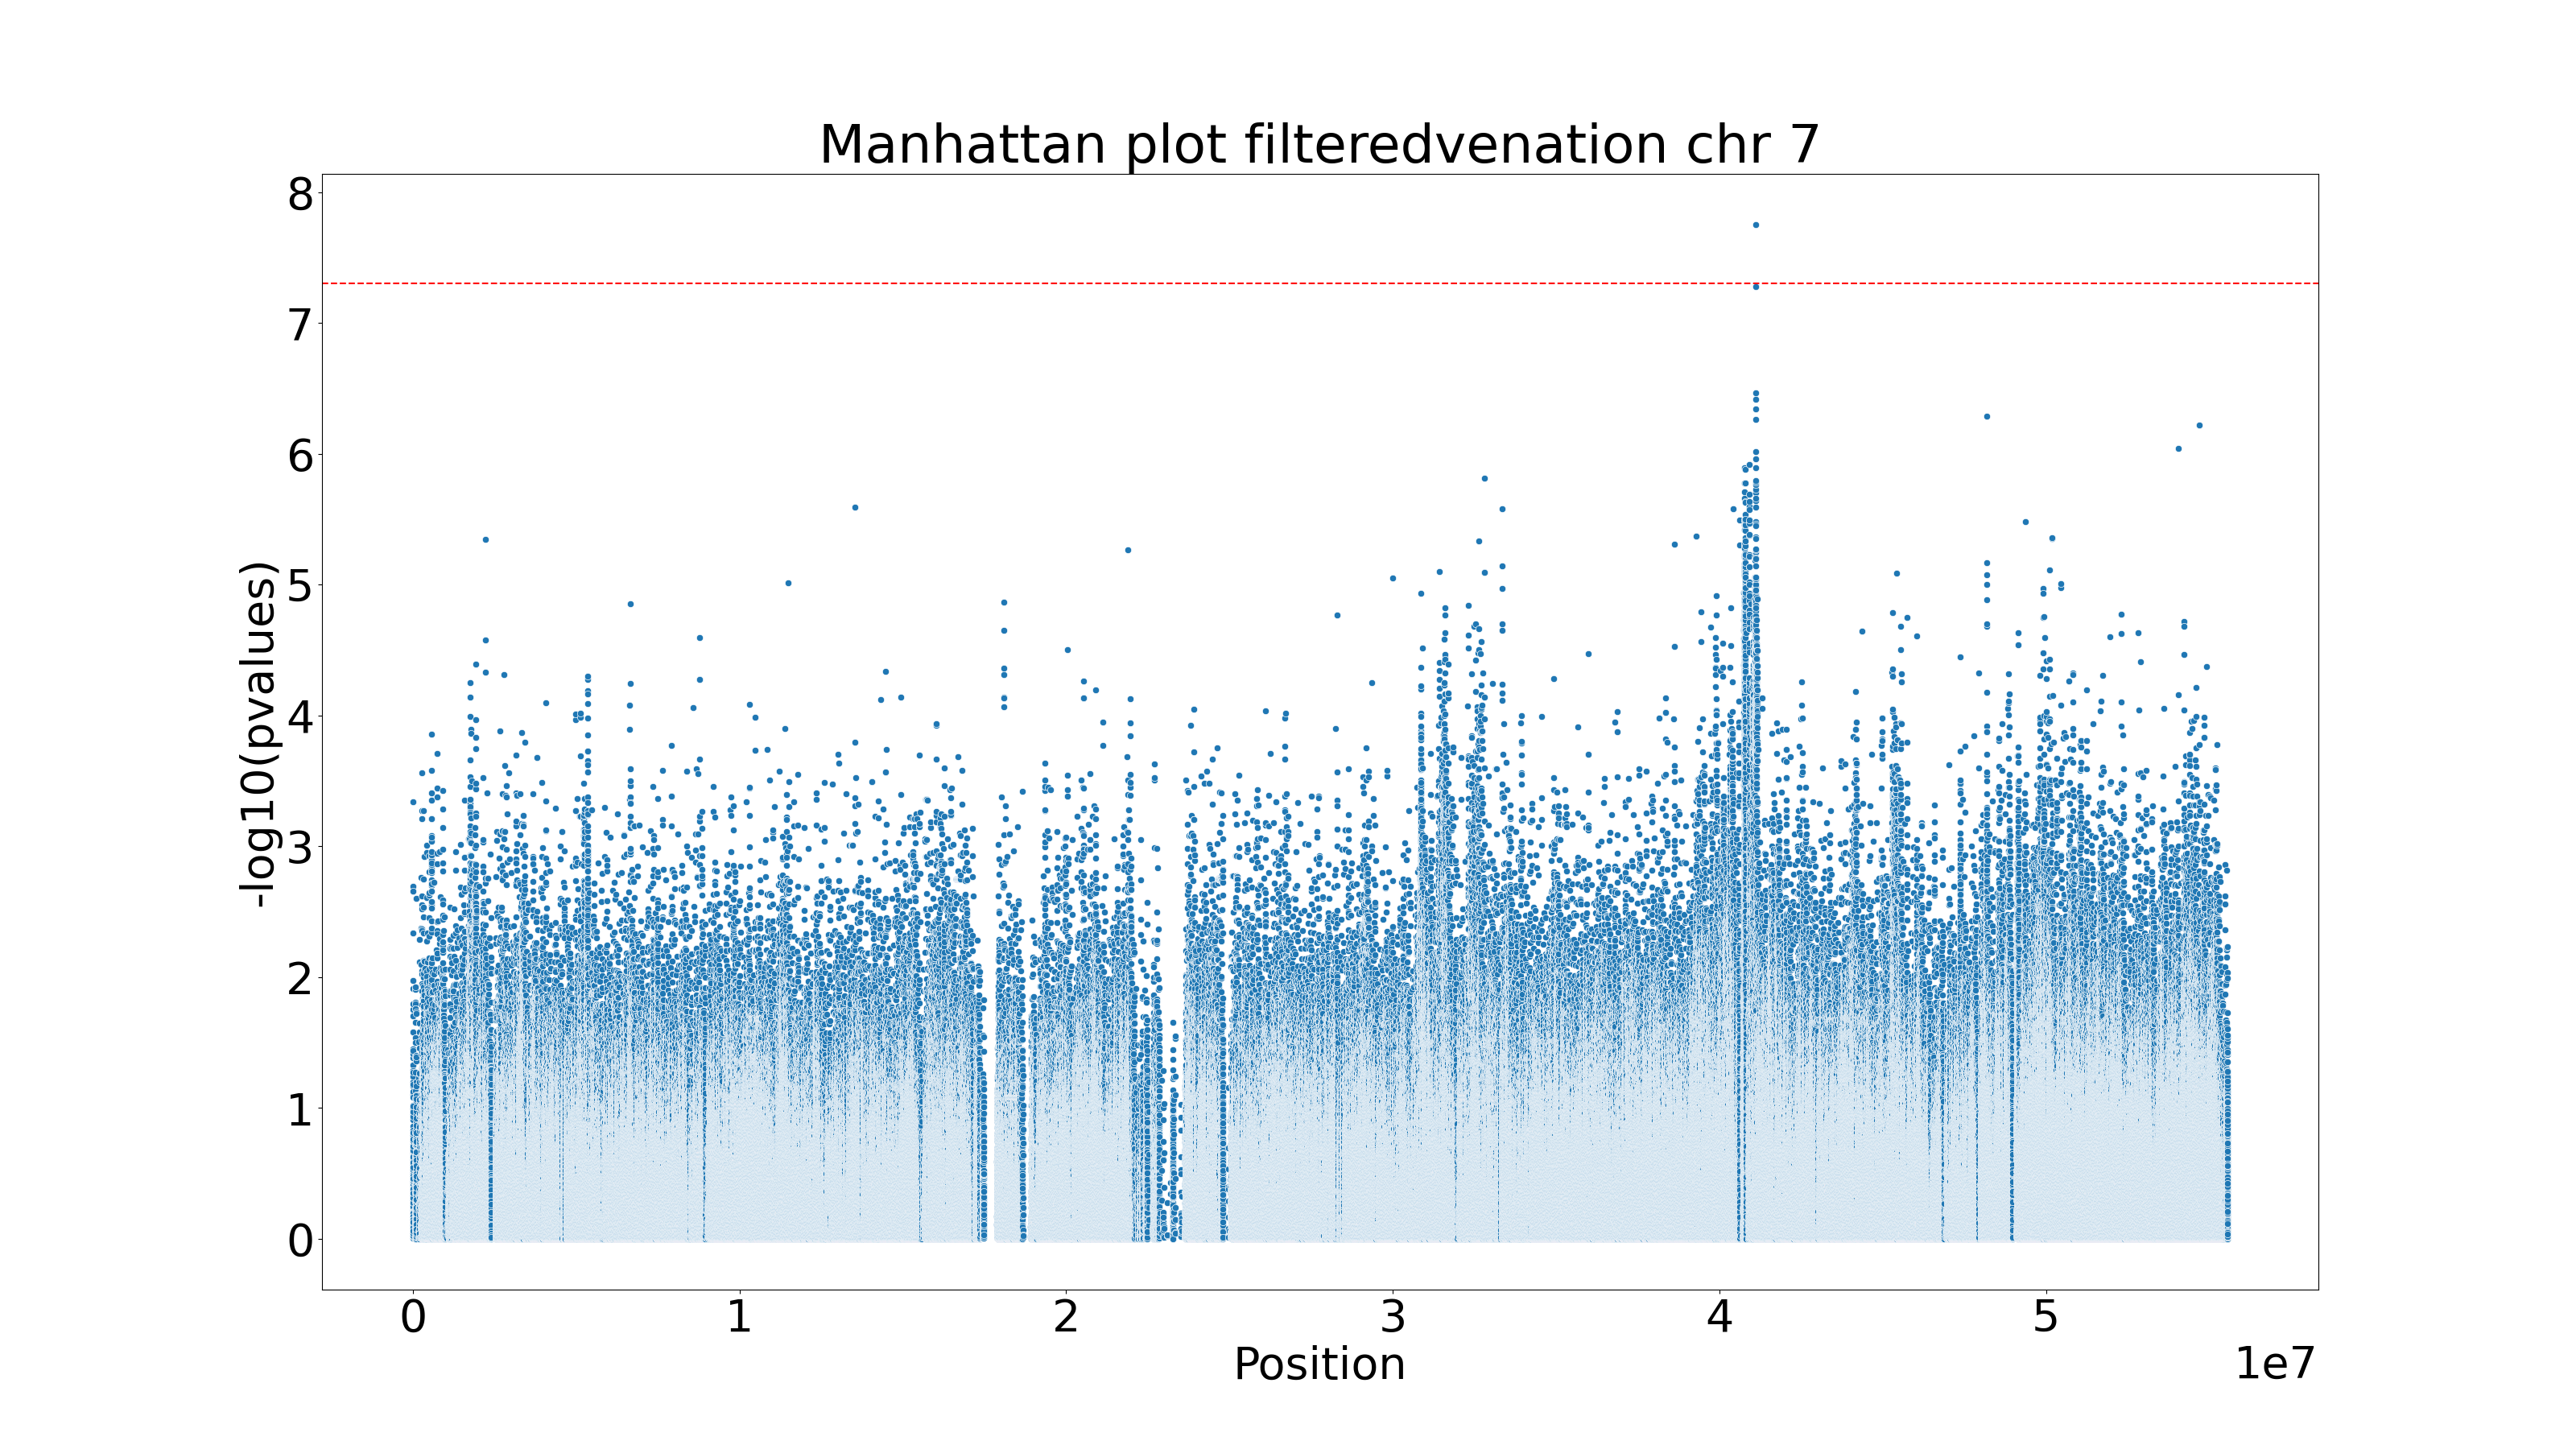 Manhattan plot filteredvenation chr 7
8
7
6
5
4
3
2
1
0
-log10(pvalues)
0 1 2 3 4 5
Position
1e7